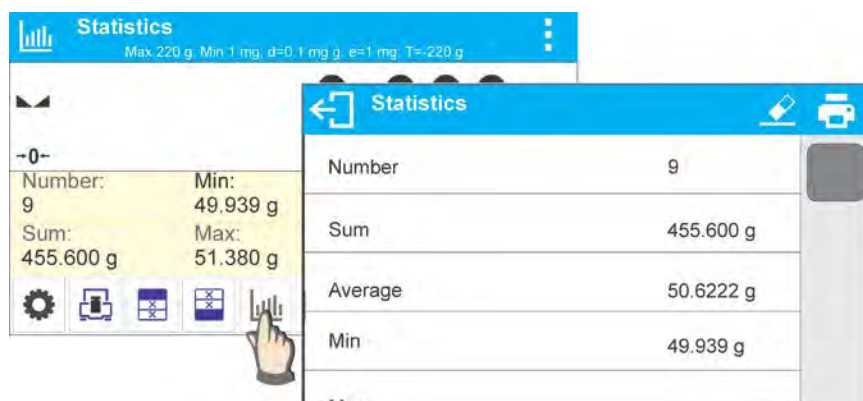 Statistics
Max 220 g, Min 1 mg, d=0.1 mg g, e=1 mg, T=-220 g
→0←
Number: Min:
9 49.939 g
Sum: Max:
455.600 g 51.380 g
Statistics
Number 9
Sum 455.600 g
Average 50.6222 g
Min 49.939 g